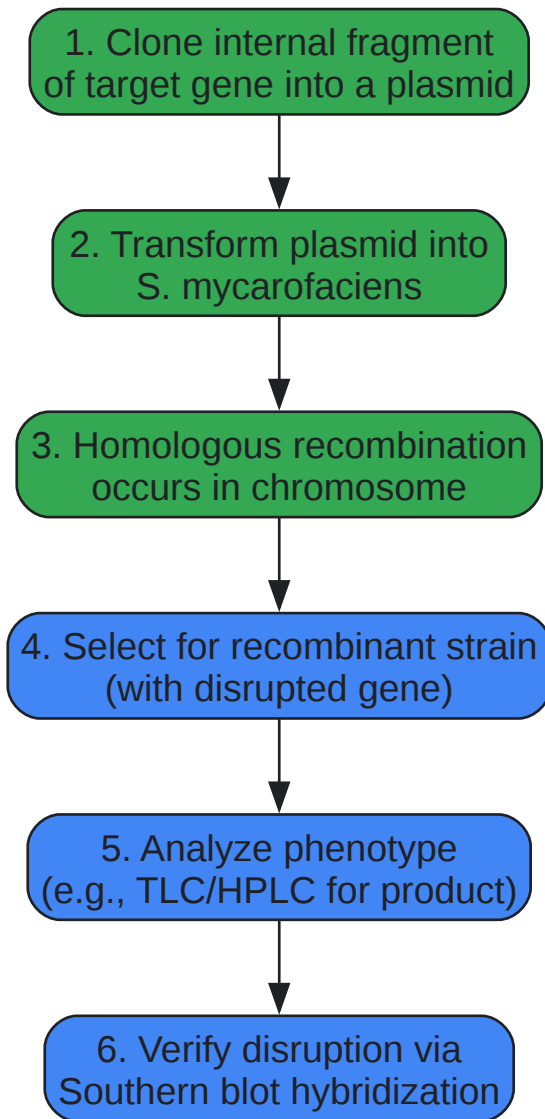 1. Clone internal fragment
of target gene into a plasmid
2. Transform plasmid into
S. mycarofaciens
3. Homologous recombination
occurs in chromosome
4. Select for recombinant strain
(with disrupted gene)
5. Analyze phenotype
(e.g., TLC/HPLC for product)
6. Verify disruption via
Southern blot hybridization